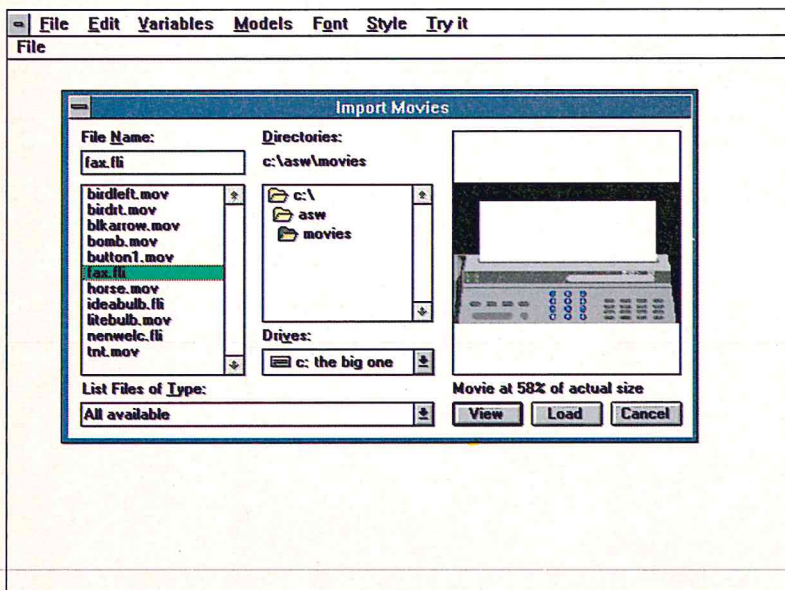 File Edit Variables Models Font Style Try it
File
Import Movies
File Name:
fax.fli
birdleft.mov
birdrt.mov
blkarrow.mov
bomb.mov
button1.mov
fax.fli
horse.mov
ideabulb.fli
litebulb.mov
nenwelc.fli
tnt.mov
List Files of Type:
All available
Directories:
c:\asw\movies
c:\
asw
movies
Drives:
c: the big one
Movie at 58% of actual size
View Load Cancel